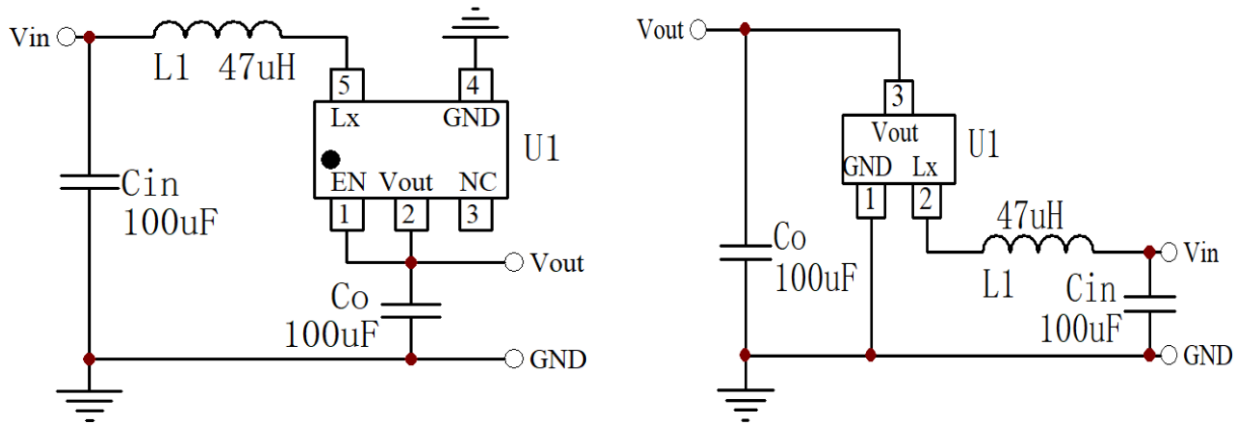 Vin
L1 47uH
5
4
Lx
GND
U1
EN Vout NC
1
2
3
Cin
100uF
Vout
Co
100uF
GND
Vout
3
Vout
U1
GND Lx
1
2
47uH
L1
Vin
Co
100uF
Cin
100uF
GND